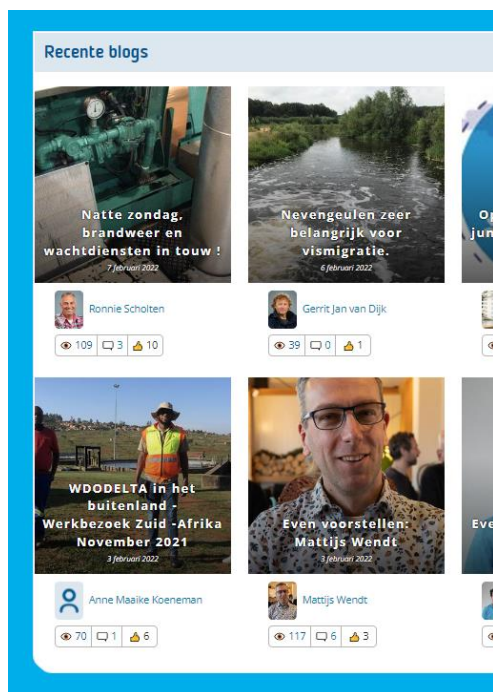 Recente blogs
Natte zondag,
brandweer en
wachtdiensten in touw !
7 februari 2022
Nevengeulen zeer
belangrijk voor
vismigratie.
6 februari 2022
Ronnie Scholten
Gerrit Jan van Dijk
109 3 10
39 0 1
WDODELTA in het
buitenland -
Werkbezoek Zuid -Afrika
November 2021
3 februari 2022
Even voorstellen:
Mattijs Wendt
3 februari 2022
Anne Maaike Koeneman
Mattijs Wendt
70 1 6
117 6 3